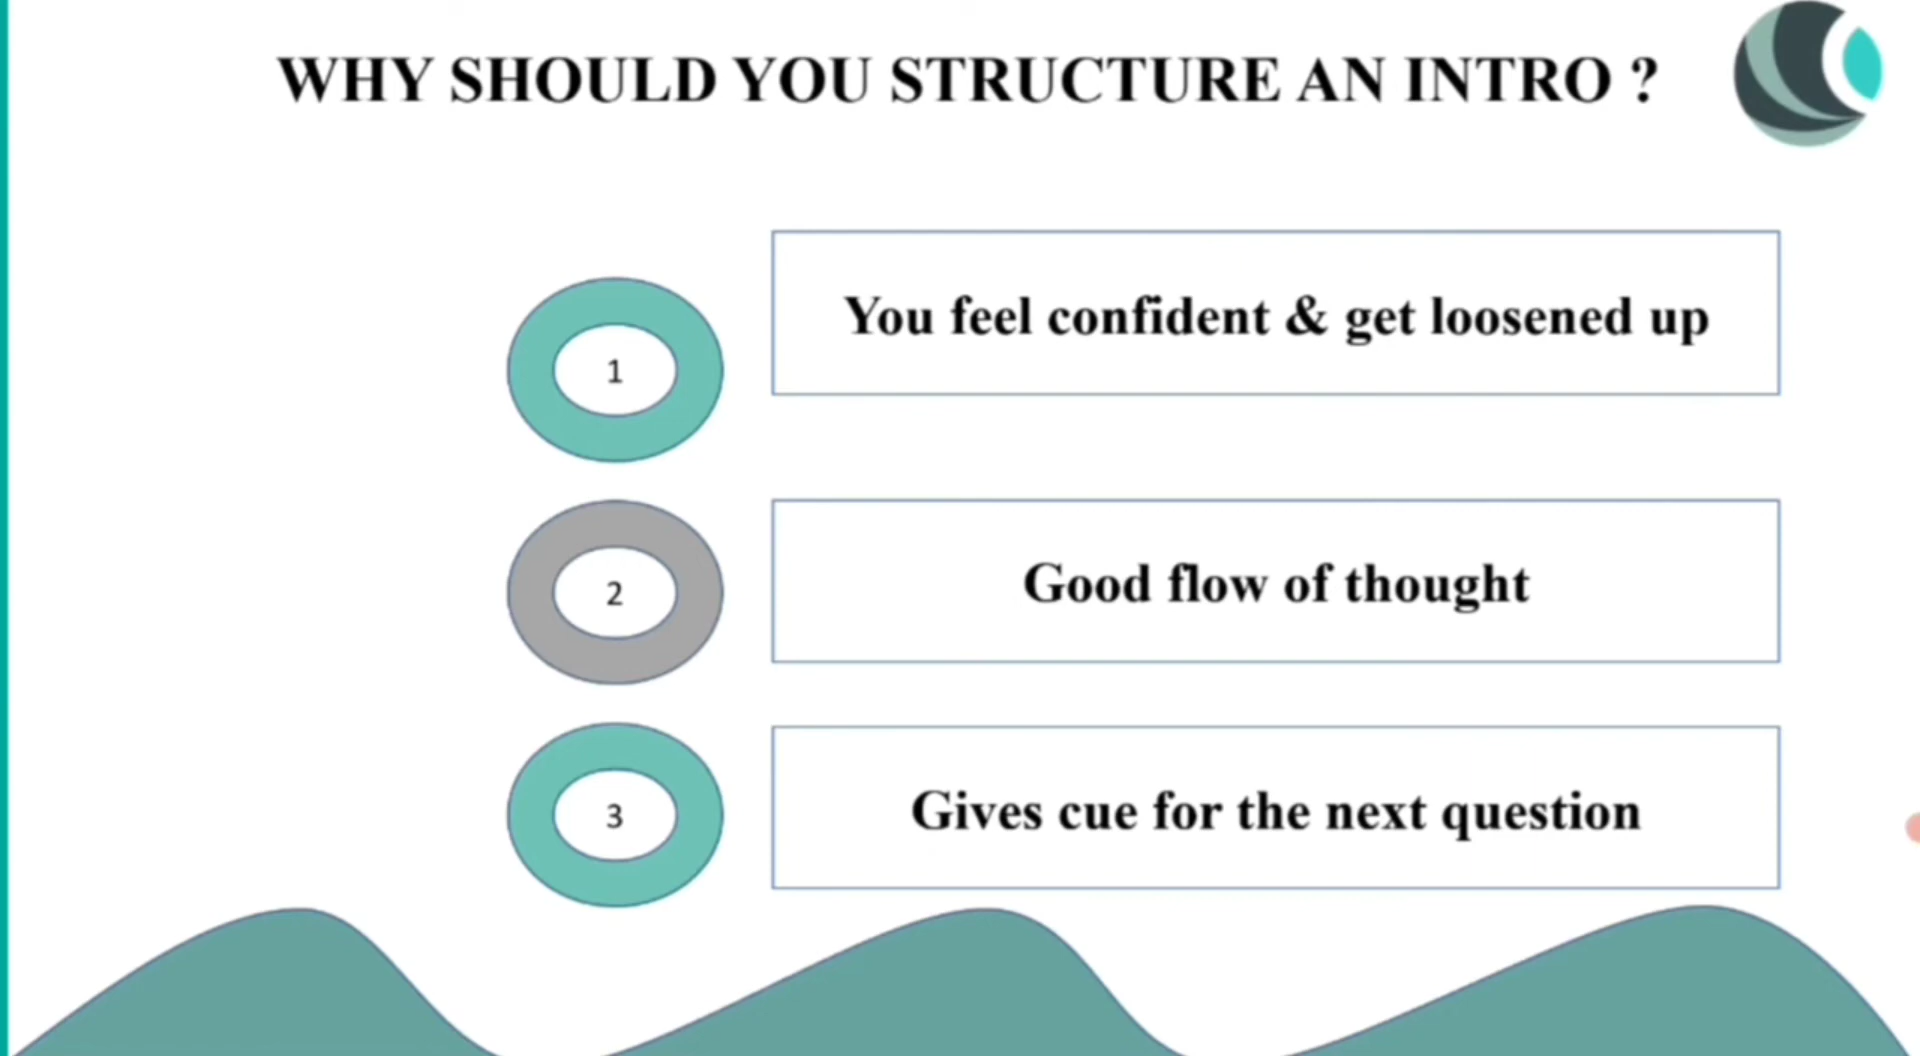 WHY SHOULD YOU STRUCTURE AN INTRO ?
1
You feel confident & get loosened up
2
Good flow of thought
3
Gives cue for the next question